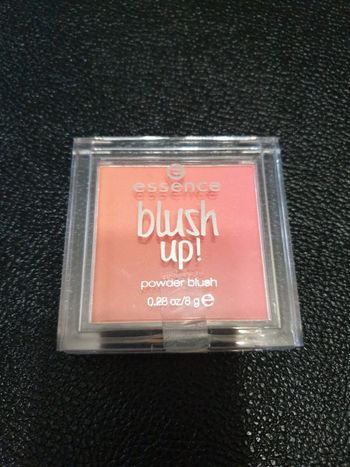 essence
blush
up!
powder blush
0.28 oz/8 g ℮